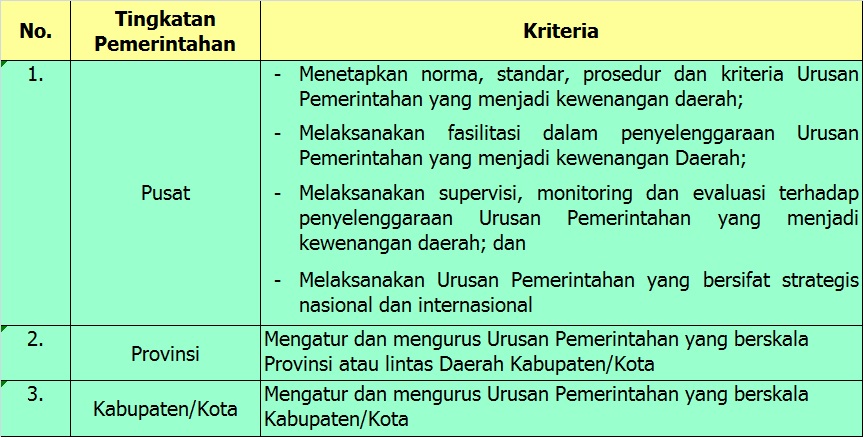 No.
Tingkatan
Pemerintahan
Kriteria
1.
Pusat
- Menetapkan norma, standar, prosedur dan kriteria Urusan
Pemerintahan yang menjadi kewenangan daerah;
- Melaksanakan fasilitasi dalam penyelenggaraan Urusan
Pemerintahan yang menjadi kewenangan Daerah;
- Melaksanakan supervisi, monitoring dan evaluasi terhadap
penyelenggaraan Urusan Pemerintahan yang menjadi
kewenangan daerah; dan
- Melaksanakan Urusan Pemerintahan yang bersifat strategis
nasional dan internasional
2.
Provinsi
Mengatur dan mengurus Urusan Pemerintahan yang berskala
Provinsi atau lintas Daerah Kabupaten/Kota
3.
Kabupaten/Kota
Mengatur dan mengurus Urusan Pemerintahan yang berskala
Kabupaten/Kota